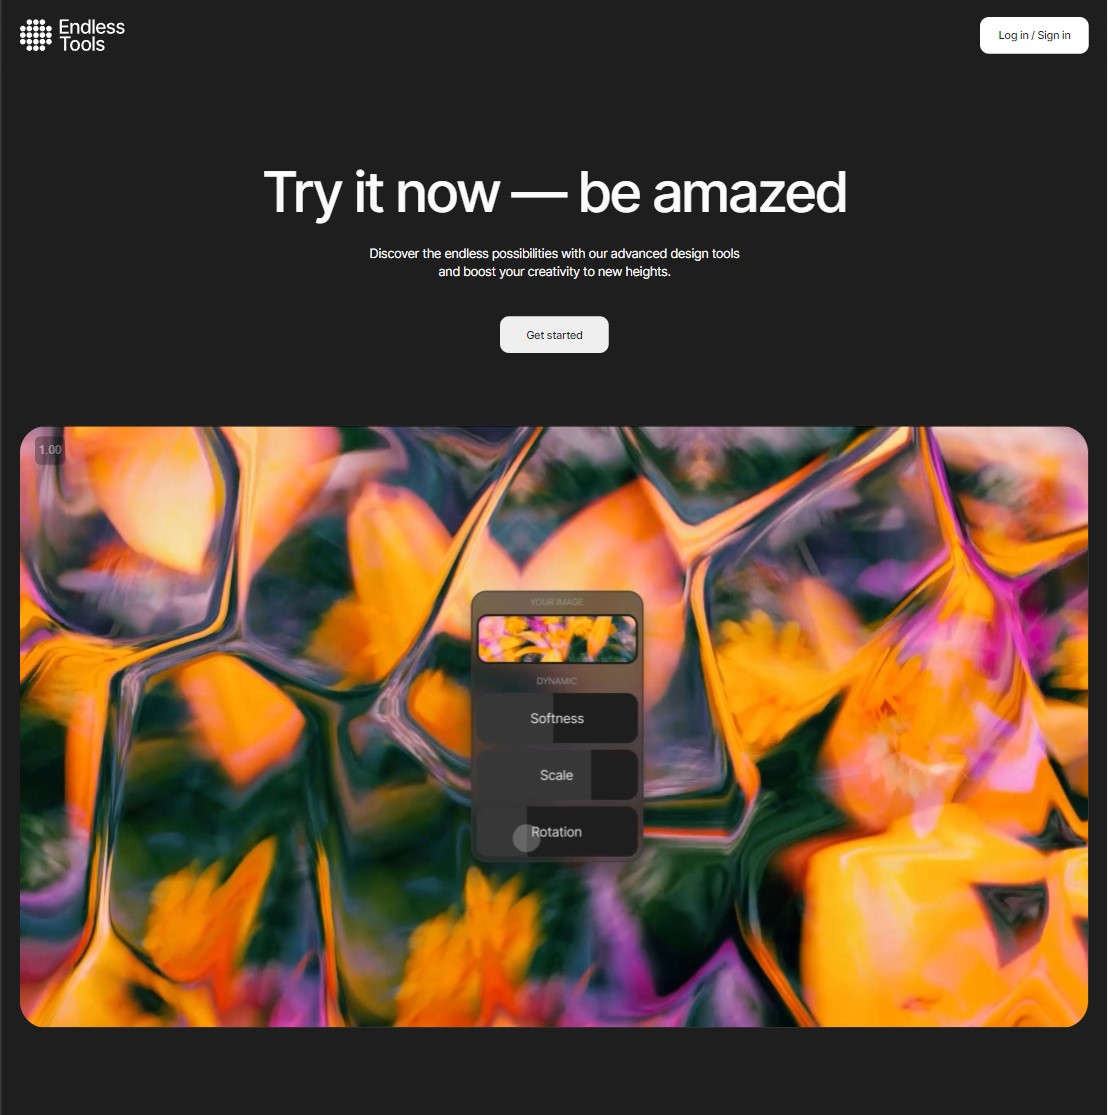 Endless
Tools
Log in / Sign in
Try it now — be amazed
Discover the endless possibilities with our advanced design tools
and boost your creativity to new heights.
Get started
1.00
YOUR IMAGE
DYNAMIC
Softness
Scale
Rotation